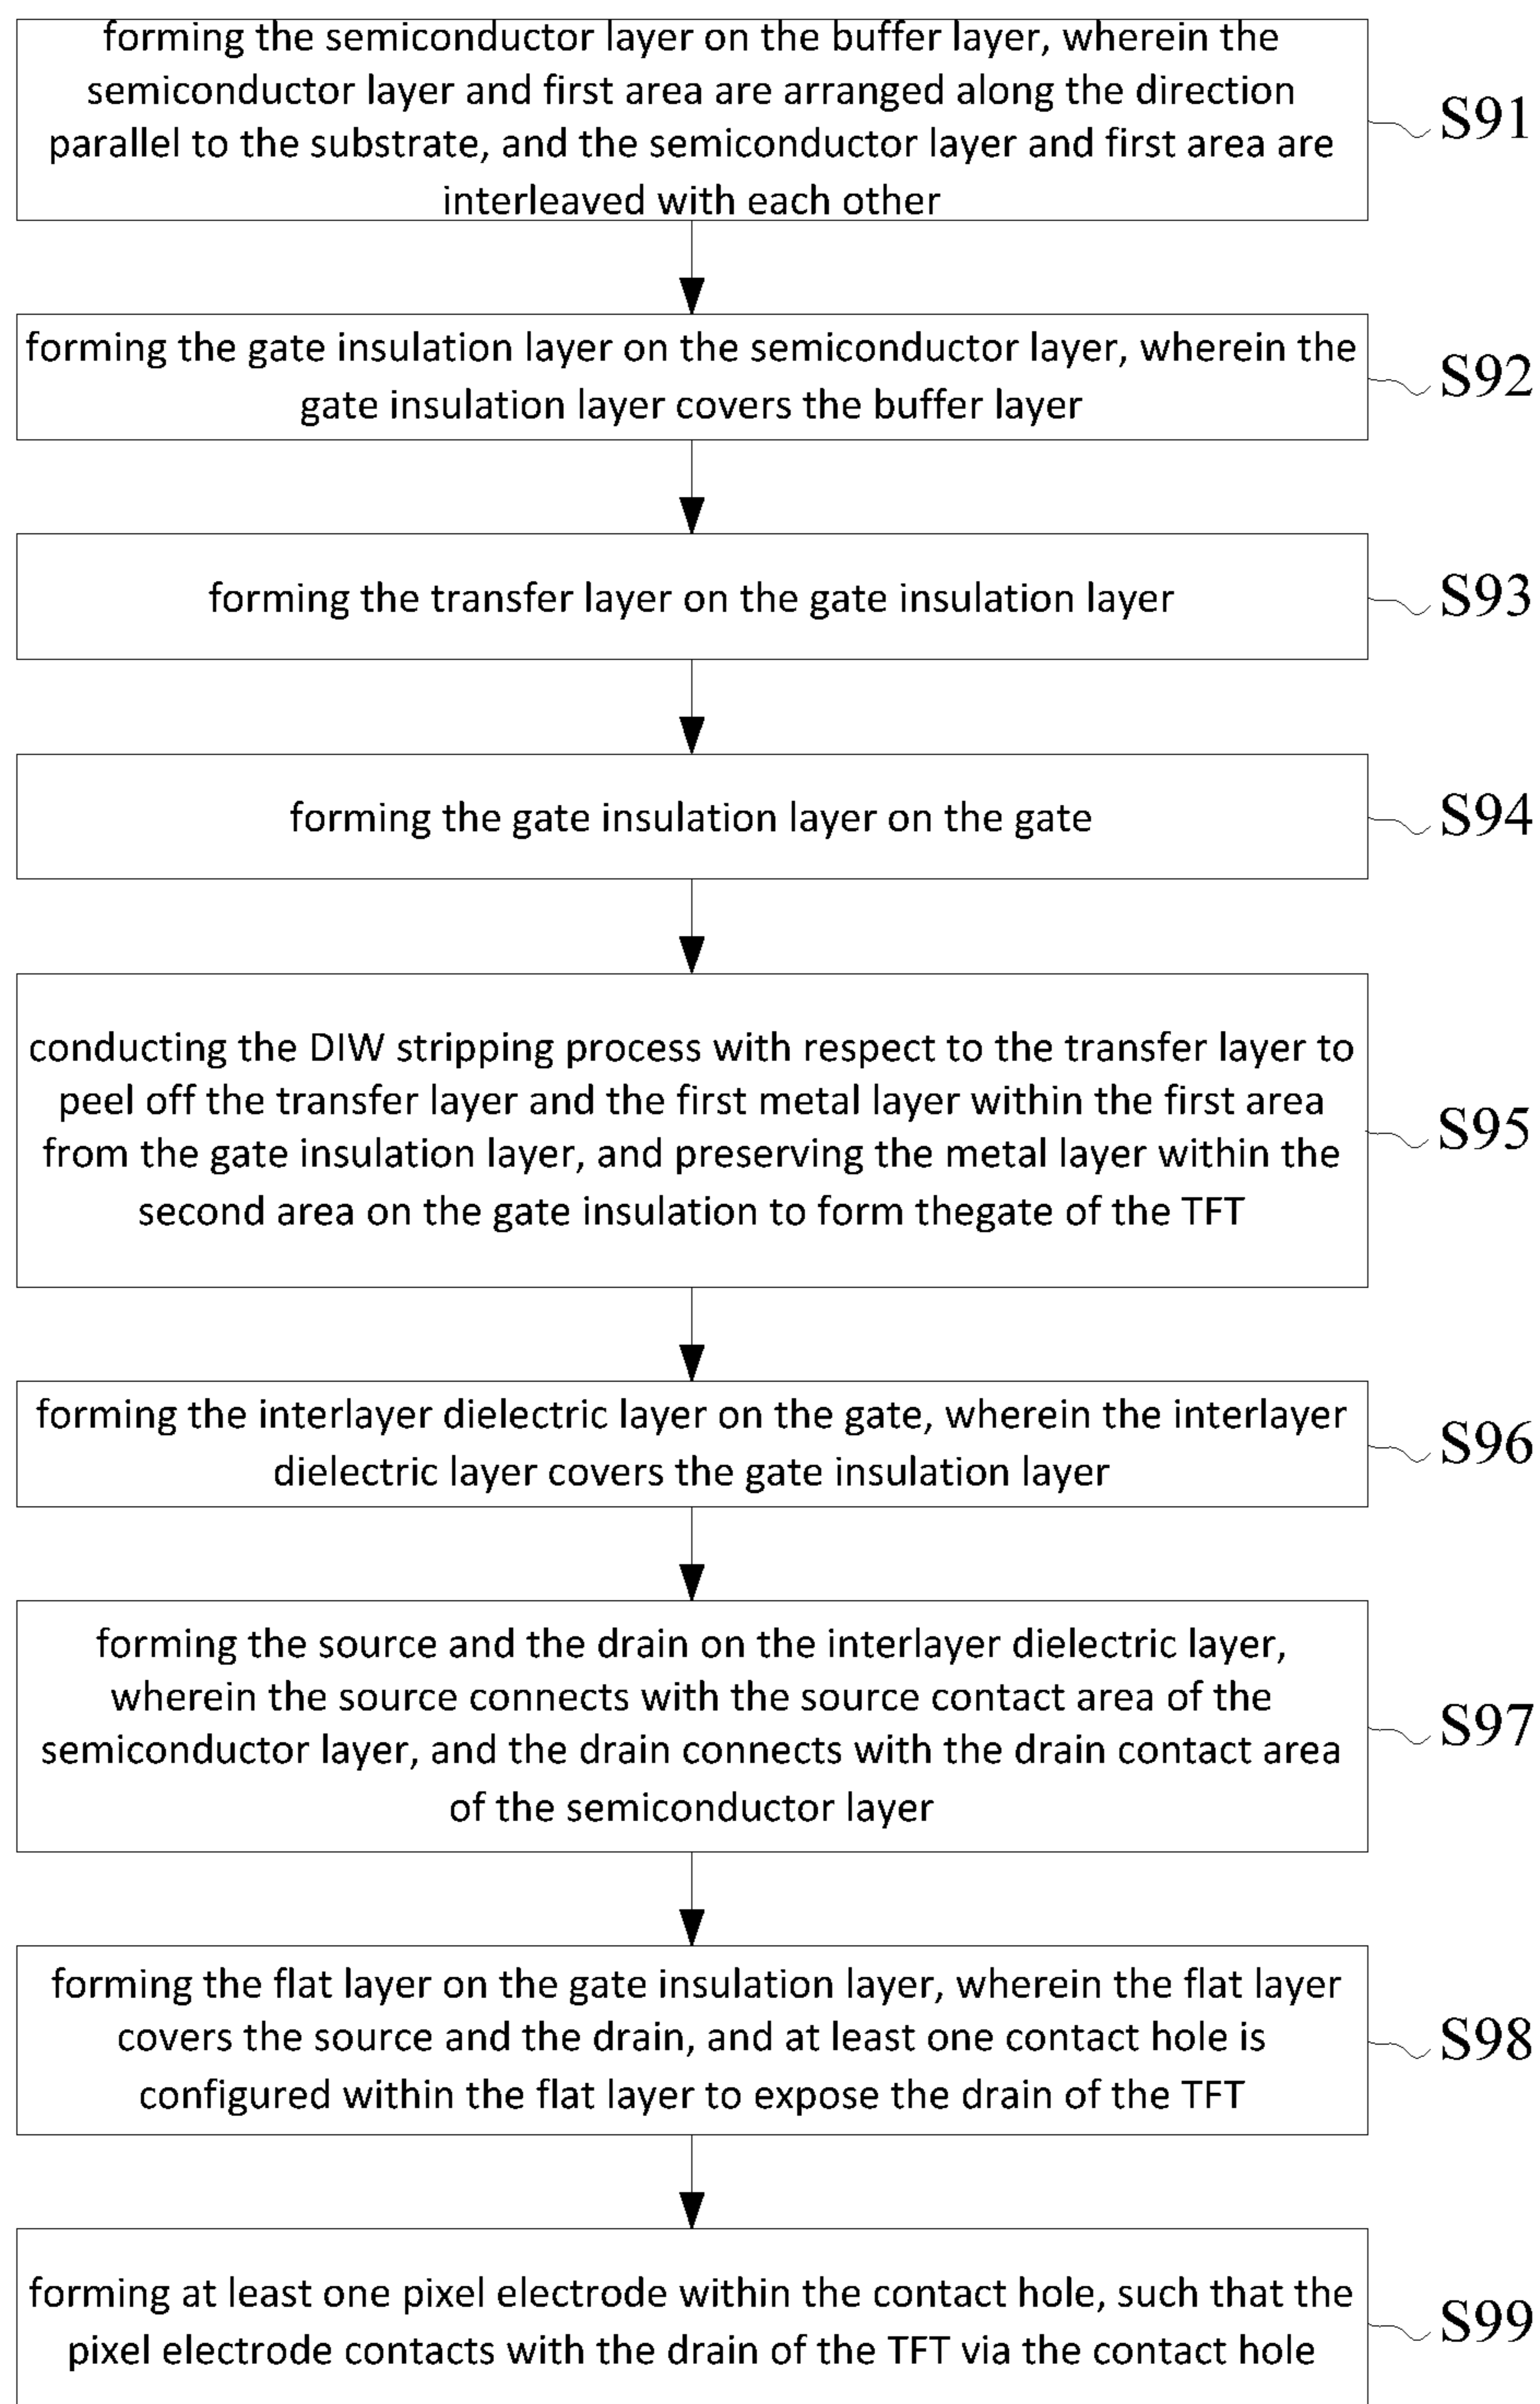 forming the semiconductor layer on the buffer layer, wherein the
semiconductor layer and first area are arranged along the direction
parallel to the substrate, and the semiconductor layer and first area are
interleaved with each other
S91
forming the gate insulation layer on the semiconductor layer, wherein the
gate insulation layer covers the buffer layer
S92
forming the transfer layer on the gate insulation layer
S93
forming the gate insulation layer on the gate
S94
conducting the DIW stripping process with respect to the transfer layer to
peel off the transfer layer and the first metal layer within the first area
from the gate insulation layer, and preserving the metal layer within the
second area on the gate insulation to form thegate of the TFT
S95
forming the interlayer dielectric layer on the gate, wherein the interlayer
dielectric layer covers the gate insulation layer
S96
forming the source and the drain on the interlayer dielectric layer,
wherein the source connects with the source contact area of the
semiconductor layer, and the drain connects with the drain contact area
of the semiconductor layer
S97
forming the flat layer on the gate insulation layer, wherein the flat layer
covers the source and the drain, and at least one contact hole is
configured within the flat layer to expose the drain of the TFT
S98
forming at least one pixel electrode within the contact hole, such that the
pixel electrode contacts with the drain of the TFT via the contact hole
S99